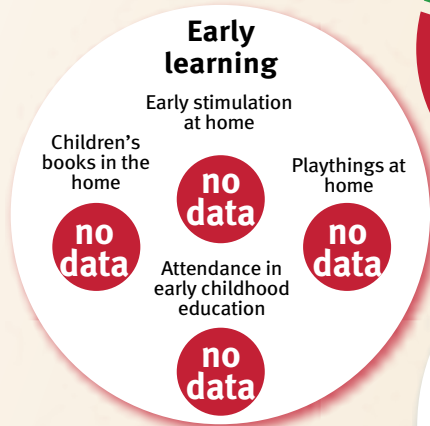 Early
learning
Early stimulation
at home
no
data
Children’s
books in the
home
no
data
Playthings at
home
no
data
Attendance in
early childhood
education
no
data